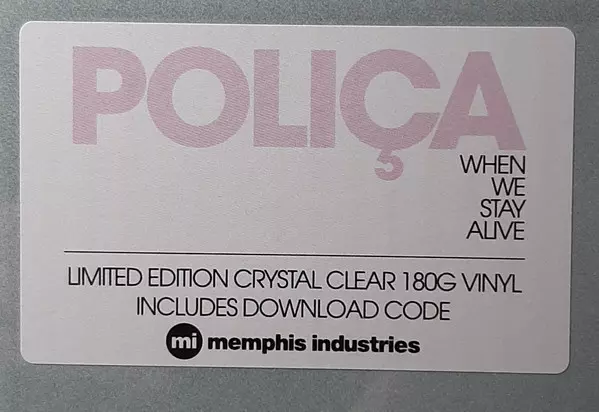 POLIÇA
WHEN
WE
STAY
ALIVE
LIMITED EDITION CRYSTAL CLEAR 180G VINYL
INCLUDES DOWNLOAD CODE
mi memphis industries